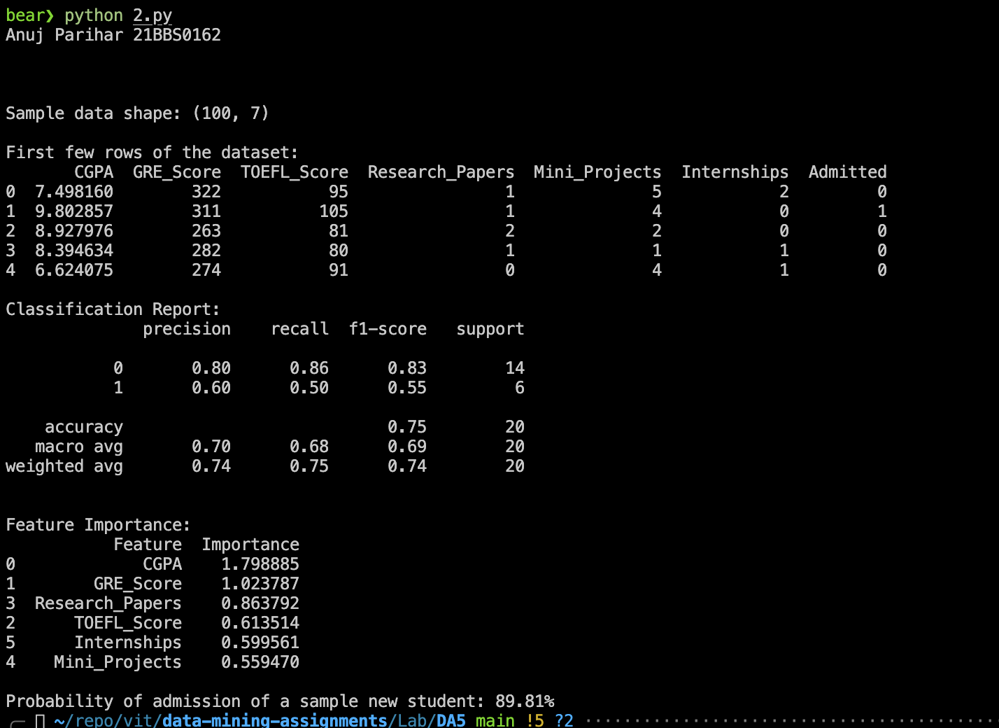 bear❯ python 2.py
Anuj Parihar 21BBS0162
Sample data shape: (100, 7)
First few rows of the dataset:
CGPA GRE_Score TOEFL_Score Research_Papers Mini_Projects Internships Admitted
0 7.498160 322 95 1 5 2 0
1 9.802857 311 105 1 4 0 1
2 8.927976 263 81 2 2 0 0
3 8.394634 282 80 1 1 1 0
4 6.624075 274 91 0 4 1 0
Classification Report:
precision recall f1-score support
0 0.80 0.86 0.83 14
1 0.60 0.50 0.55 6
accuracy 0.75 20
macro avg 0.70 0.68 0.69 20
weighted avg 0.74 0.75 0.74 20
Feature Importance:
Feature Importance
0 CGPA 1.798885
1 GRE_Score 1.023787
3 Research_Papers 0.863792
2 TOEFL_Score 0.613514
5 Internships 0.599561
4 Mini_Projects 0.559470
Probability of admission of a sample new student: 89.81%
~/repo/vit/data-mining-assignments/Lab/DA5 main !5 ?2